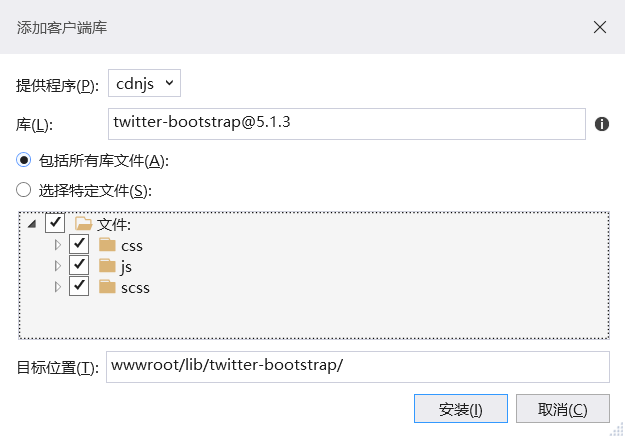 添加客户端库
提供程序(P): cdnjs
库(L): twitter-bootstrap@5.1.3
包括所有库文件(A):
选择特定文件(S):
文件:
css
js
scss
目标位置(T): wwwroot/lib/twitter-bootstrap/
安装(I) 取消(C)